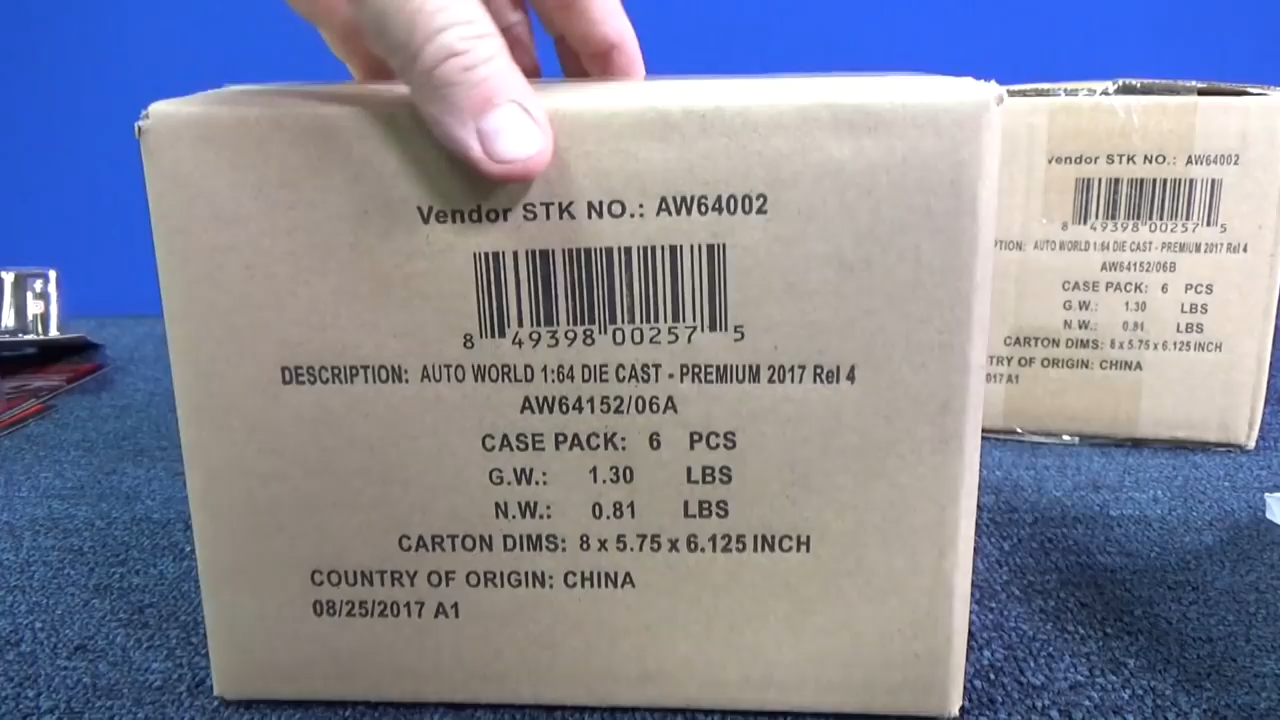 Vendor STK NO.: AW64002
8 49398 00257 5
DESCRIPTION: AUTO WORLD 1:64 DIE CAST - PREMIUM 2017 Rel 4
AW64152/06A
CASE PACK: 6 PCS
G.W.: 1.30 LBS
N.W.: 0.81 LBS
CARTON DIMS: 8 x 5.75 x 6.125 INCH
COUNTRY OF ORIGIN: CHINA
08/25/2017 A1
Vendor STK NO.: AW64002
8 49398 00257 5
PTION: AUTO WORLD 1:64 DIE CAST - PREMIUM 2017 Rel 4
AW64152/06B
CASE PACK: 6 PCS
G.W.: 1.30 LBS
N.W.: 0.81 LBS
CARTON DIMS: 8 x 5.75 x 6.125 INCH
TRY OF ORIGIN: CHINA
017 A1